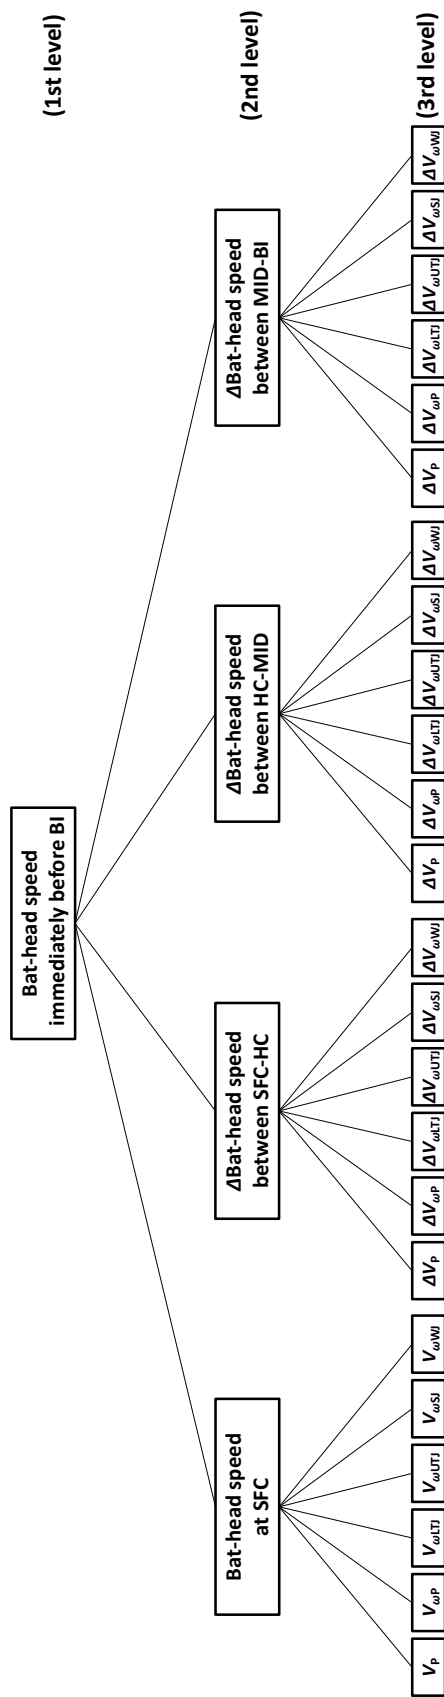 (1st level)
Bat-head speed
immediately before BI
(2nd level)
Bat-head speed
at SFC
ΔBat-head speed
between SFC-HC
ΔBat-head speed
between HC-MID
ΔBat-head speed
between MID-BI
(3rd level)
V_P
V_ωP
V_ωLTJ
V_ωUTJ
V_ωSJ
V_ωWJ
ΔV_P
ΔV_ωP
ΔV_ωLTJ
ΔV_ωUTJ
ΔV_ωSJ
ΔV_ωWJ
ΔV_P
ΔV_ωP
ΔV_ωLTJ
ΔV_ωUTJ
ΔV_ωSJ
ΔV_ωWJ
ΔV_P
ΔV_ωP
ΔV_ωLTJ
ΔV_ωUTJ
ΔV_ωSJ
ΔV_ωWJ